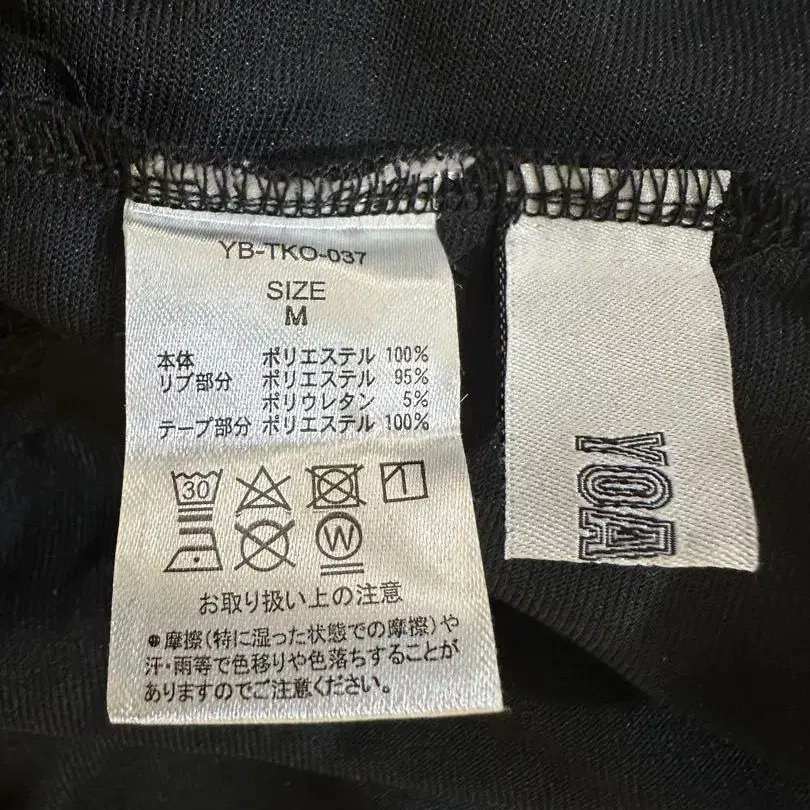 YB-TKO-037
SIZE
M
本体 ポリエステル 100%
リブ部分 ポリエステル 95%
ポリウレタン 5%
テープ部分 ポリエステル 100%
30
W
お取り扱い上の注意
●摩擦(特に湿った状態での摩擦)や
汗・雨等で色移りや色落ちすることが
ありますのでご注意ください。
YOA